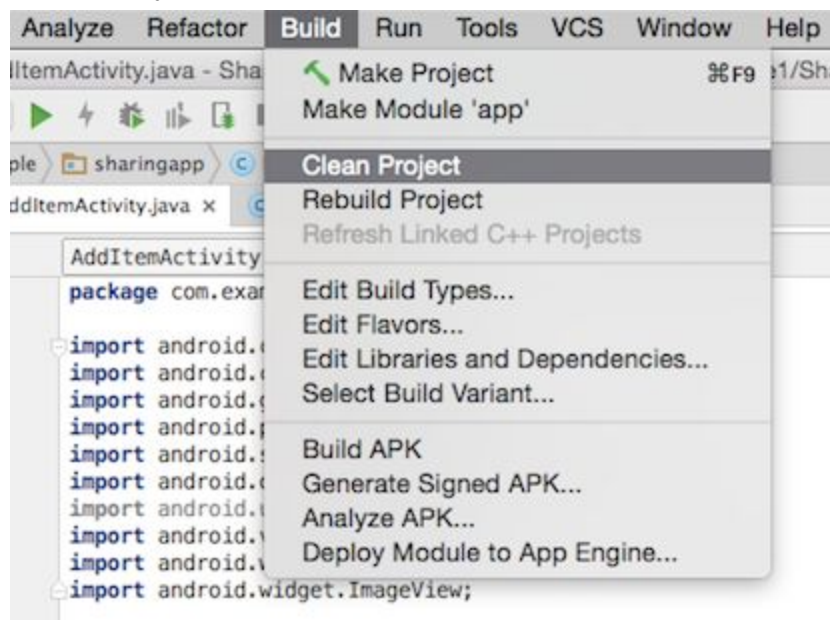 Analyze Refactor Build Run Tools VCS Window Help
ItemActivity.java - Sha
Make Project ⌘F9
e1/Sh
Make Module 'app'
ple sharingapp C
Clean Project
ddItemActivity.java × C
Rebuild Project
Refresh Linked C++ Projects
AddItemActivity
package com.exam
Edit Build Types...
Edit Flavors...
import android.
Edit Libraries and Dependencies...
import android.
Select Build Variant...
import android.
import android.
import android.
Build APK
import android.
Generate Signed APK...
import android.
Analyze APK...
import android.
Deploy Module to App Engine...
import android.
import android.widget.ImageView;